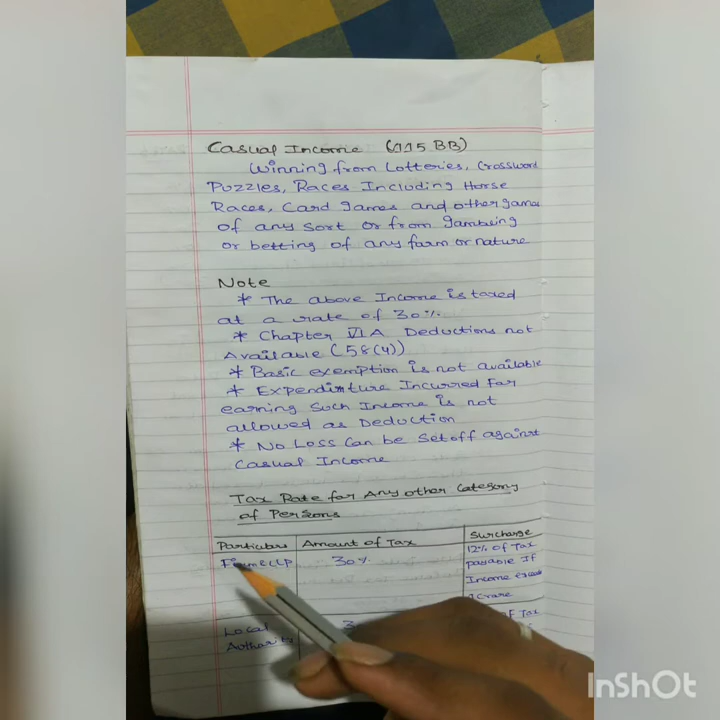 Casual Income (115 BB)
Winning from Lotteries, Crossword
Puzzles, Races Including Horse
Races, Card games and other games
of any sort or from gambling
or betting of any farm or nature
Note
* The above Income is taxed
at a rate of 30%.
* Chapter VI A Deductions not
Available (58(4))
* Basic exemption is not available
* Expenditure Incurred For
earning Such Income is not
allowed as Deduction
* No Loss Can be Setoff against
Casual Income
Tax Rate for Any other Category
of Persons
Particulars Amount of Tax Surcharge
Firm & LLP 30% 12% of Tax
payable If
Income exceeds
1 Crore
Local of Tax
Authority
InShOt